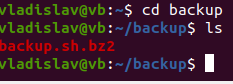 vladislav@vb:~$ cd backup
vladislav@vb:~/backup$ ls
backup.sh.bz2
vladislav@vb:~/backup$